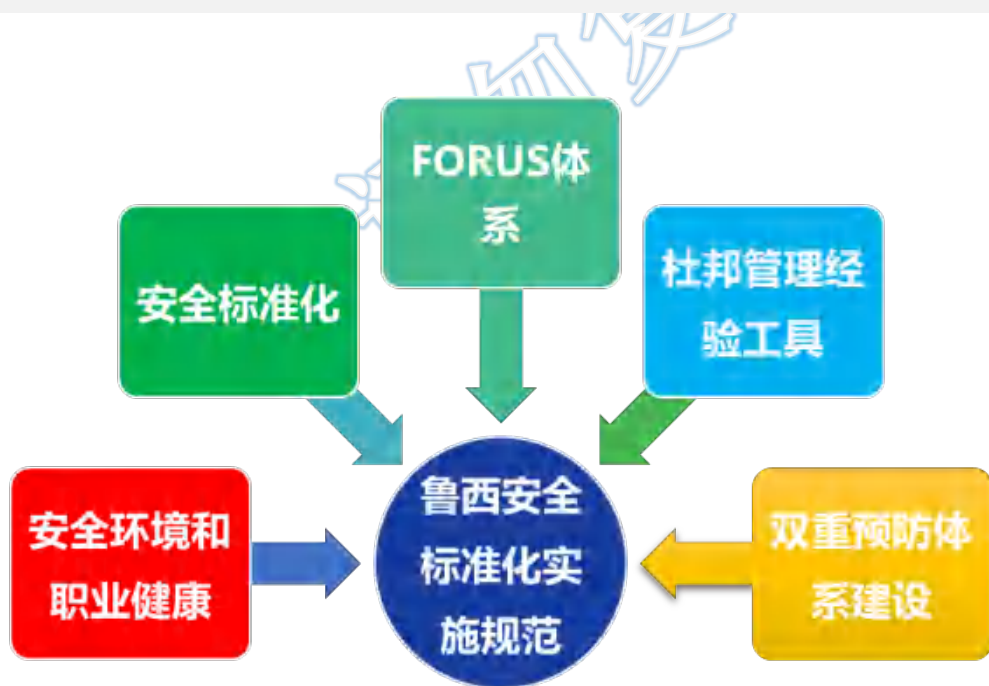 FORUS体
系
安全标准化
杜邦管理经
验工具
安全环境和
职业健康
鲁西安全
标准化实
施规范
双重预防体
系建设